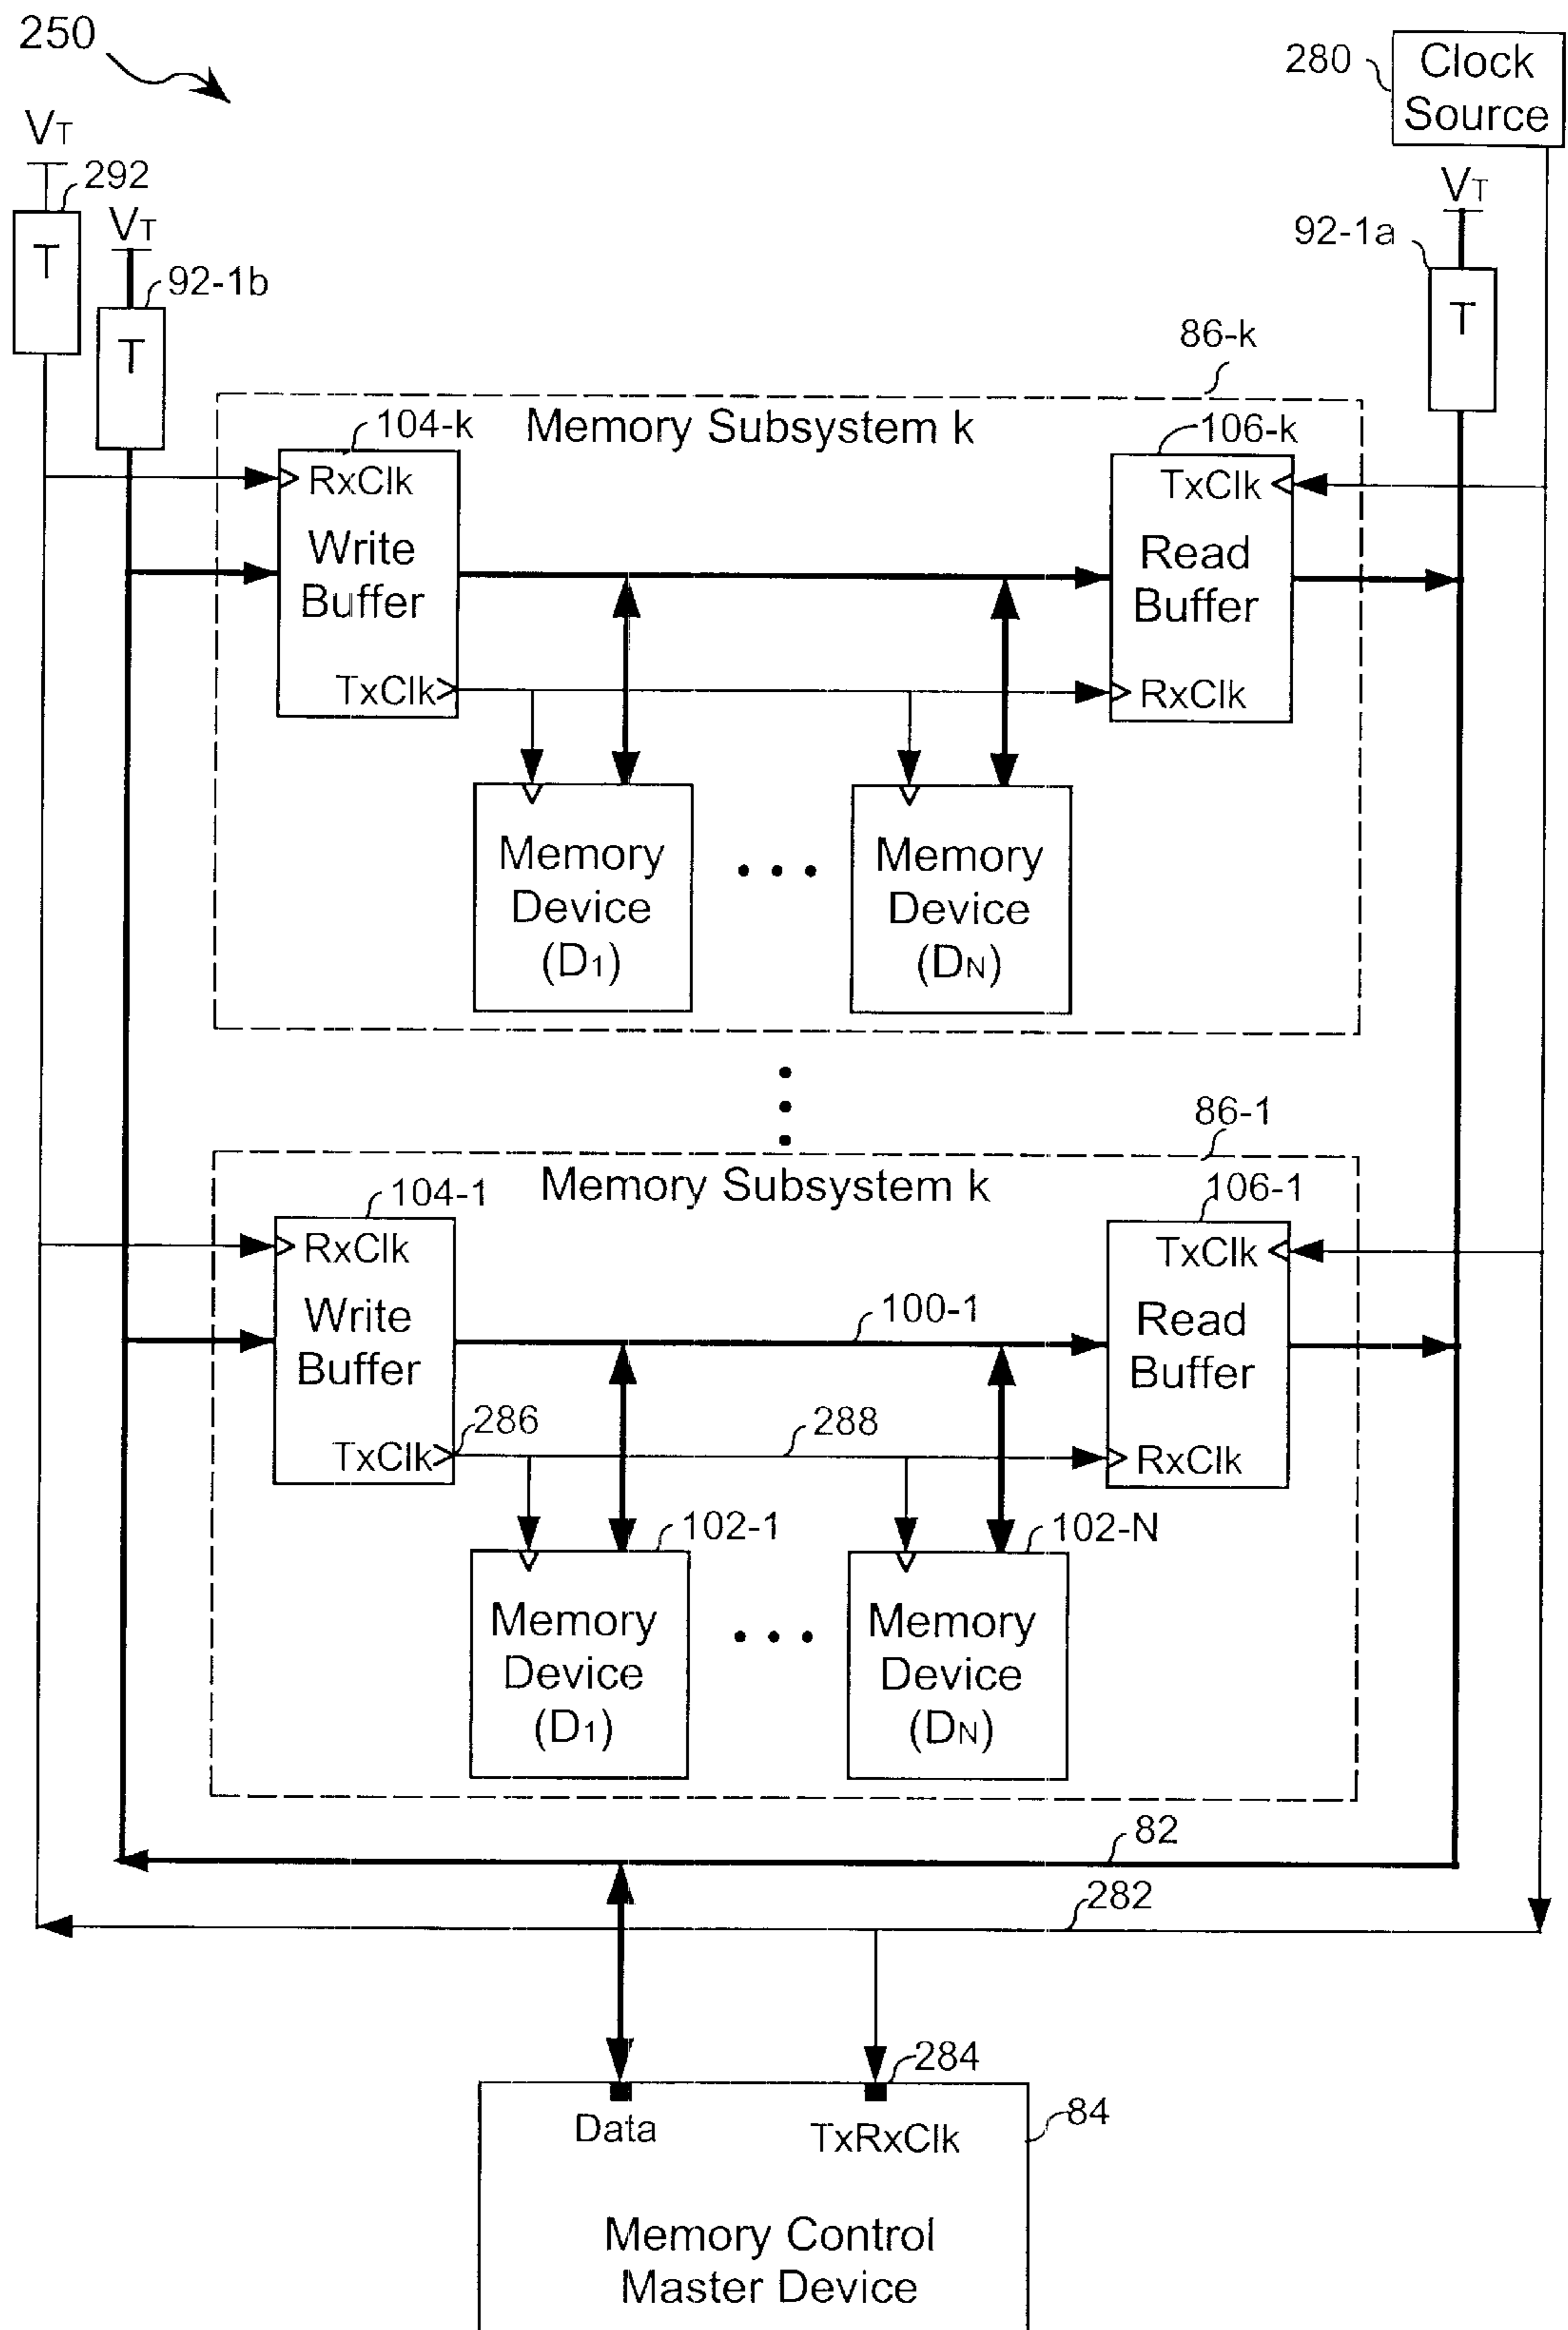 250
280
Clock
Source
VT
292
T
VT
92-1b
T
VT
92-1a
T
86-k
Memory Subsystem k
104-k
RxClk
Write
Buffer
TxClk
106-k
TxClk
Read
Buffer
RxClk
Memory
Device
(D1)
Memory
Device
(DN)
86-1
Memory Subsystem k
104-1
RxClk
Write
Buffer
TxClk
286
100-1
288
106-1
TxClk
Read
Buffer
RxClk
102-1
Memory
Device
(D1)
102-N
Memory
Device
(DN)
82
282
284
84
Data
TxRxClk
Memory Control
Master Device